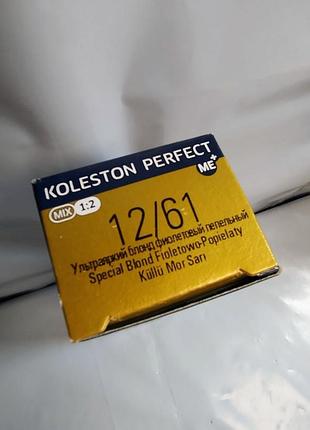 KOLESTON PERFECT
MIX 1:2
ME+
12/61
Ультраяркий блонд фиолетовый пепельный
Special Blond Fioletowo-Popielaty
Küllü Mor Sarı